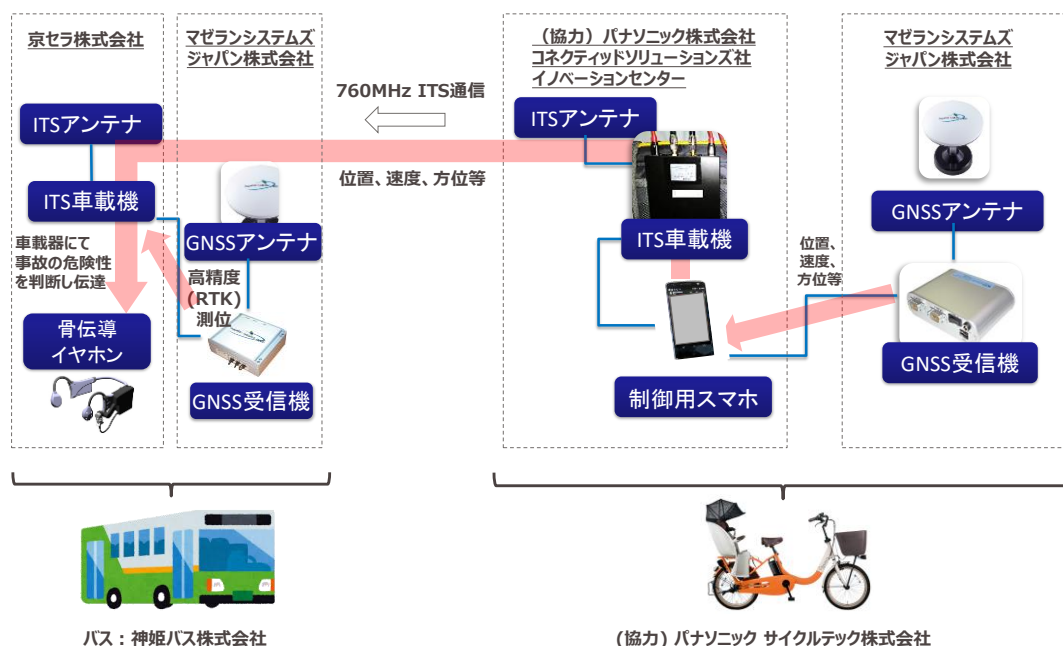 京セラ株式会社
マゼランシステムズ
ジャパン株式会社
（協力）パナソニック株式会社
コネクティッドソリューションズ社
イノベーションセンター
マゼランシステムズ
ジャパン株式会社
760MHz ITS通信
位置、速度、方位等
ITSアンテナ
ITS車載機
車載器にて
事故の危険性
を判断し伝達
骨伝導
イヤホン
GNSSアンテナ
高精度
(RTK)
測位
GNSS受信機
ITSアンテナ
ITS車載機
制御用スマホ
位置、
速度、
方位等
GNSSアンテナ
GNSS受信機
バス：神姫バス株式会社
(協力) パナソニック サイクルテック株式会社